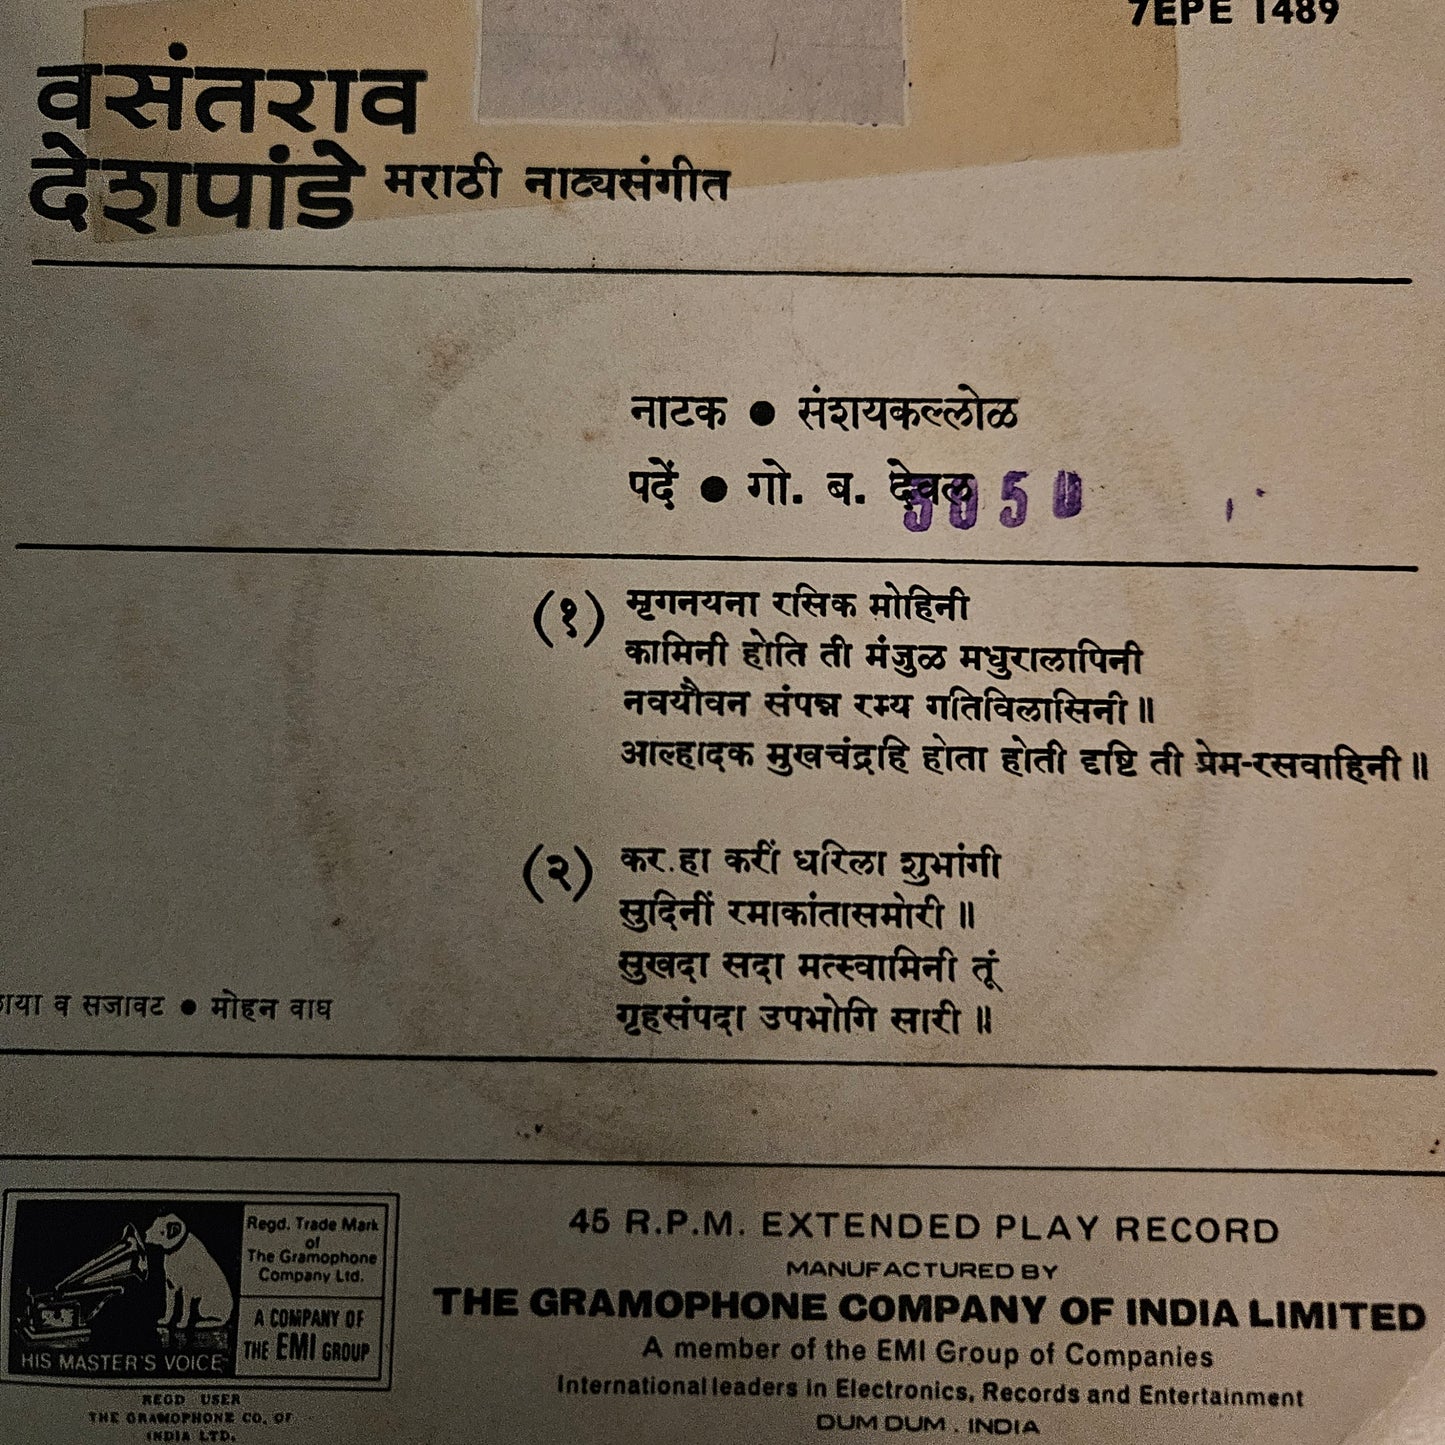 7EPE 1489
वसंतराव
देशपांडे मराठी नाट्यसंगीत
नाटक ● संशयकल्लोळ
पदें ● गो. ब. देवल
(१) मृगनयना रसिक मोहिनी
कामिनी होति ती मंजुळ मधुरालापिनी
नवयौवन संपन्न रम्य गतिविलासिनी ॥
आल्हादक मुखचंद्रहि होता होती दृष्टि ती प्रेम-रसवाहिनी ॥
(२) कर हा करीं धरिला शुभांगी
सुदिनीं रमाकांतासमोरी ॥
सुखदा सदा मत्स्वामिनी तूं
गृहसंपदा उपभोगि सारी ॥
व सजावट ● मोहन वाघ
Regd. Trade Mark
of
The Gramophone
Company Ltd.
A COMPANY OF
THE EMI GROUP
HIS MASTER'S VOICE
REGD USER
THE GRAMOPHONE CO. OF
INDIA LTD.
45 R.P.M. EXTENDED PLAY RECORD
MANUFACTURED BY
THE GRAMOPHONE COMPANY OF INDIA LIMITED
A member of the EMI Group of Companies
International leaders in Electronics, Records and Entertainment
DUM DUM . INDIA